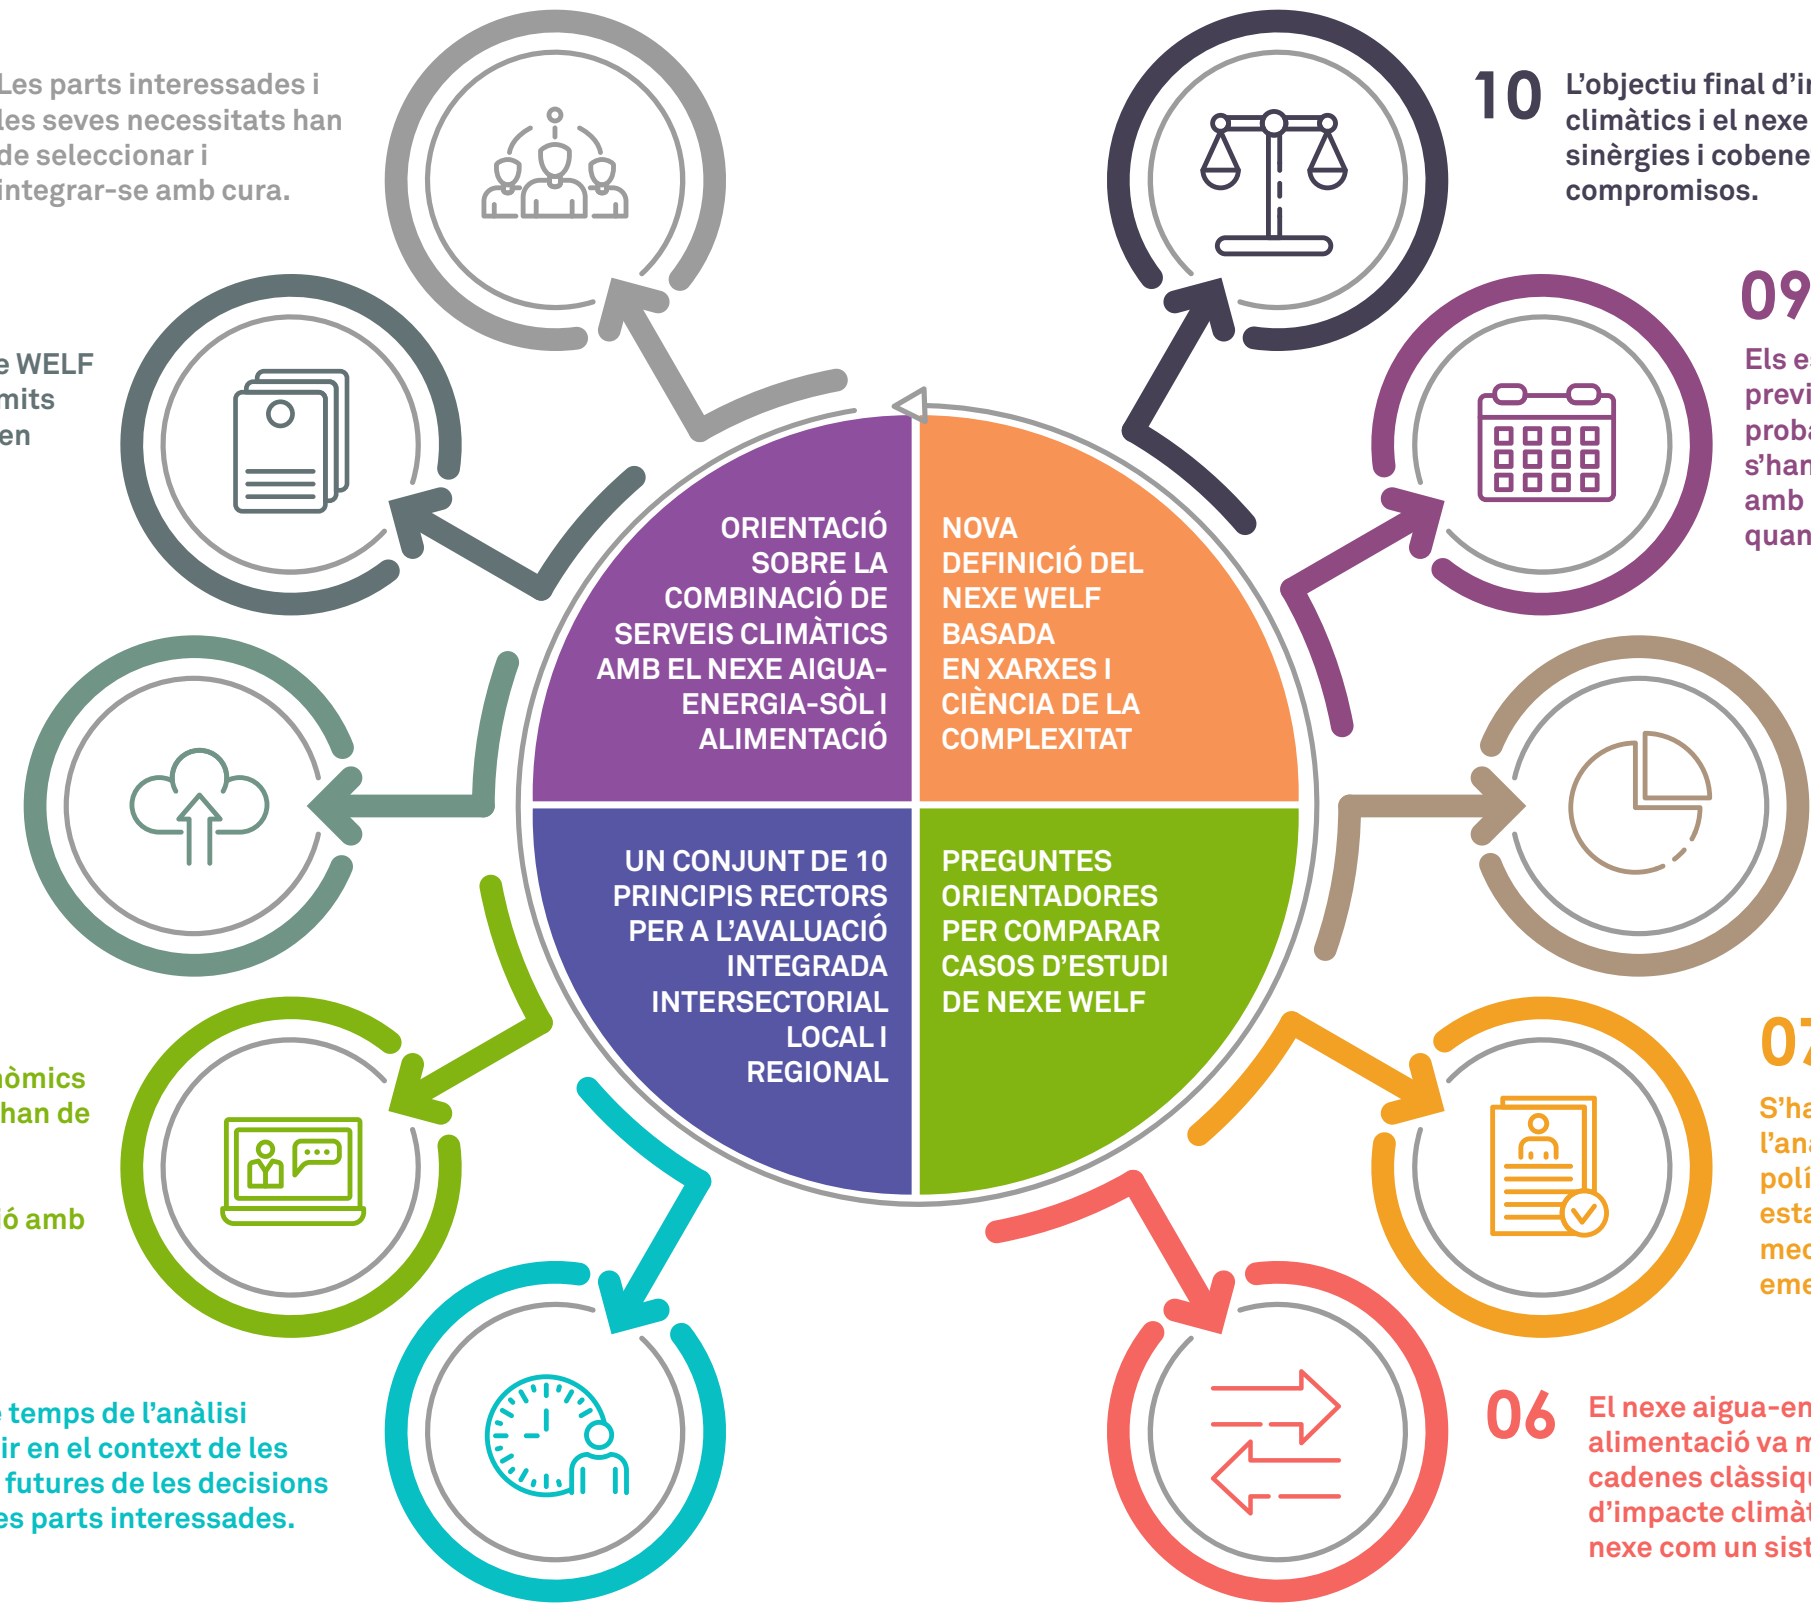 Les parts interessades i
les seves necessitats han
de seleccionar i
integrar-se amb cura.
WELF
en
nòmics
han de
amb
temps de l'anàlisi
en el context de les
futures de les decisions
parts interessades.
ORIENTACIÓ
SOBRE LA
COMBINACIÓ DE
SERVEIS CLIMÀTICS
AMB EL NEXE AIGUA-
ENERGIA-SÒL I
ALIMENTACIÓ
NOVA
DEFINICIÓ DEL
NEXE WELF
BASADA
EN XARXES I
CIÈNCIA DE LA
COMPLEXITAT
UN CONJUNT DE 10
PRINCIPIS RECTORS
PER A L'AVALUACIÓ
INTEGRADA
INTERSECTORIAL
LOCAL I
REGIONAL
PREGUNTES
ORIENTADORES
PER COMPARAR
CASOS D'ESTUDI
DE NEXE WELF
10
L'objectiu final d'in
climàtics i el nexe
sinèrgies i cobene
compromisos.
09
Els es
previ
proba
s'han
amb
quan
07
S'ha
l'anà
polí
esta
mec
eme
06
El nexe aigua-en
alimentació va m
cadenes clàssiqu
d'impacte climàt
nexe com un sist